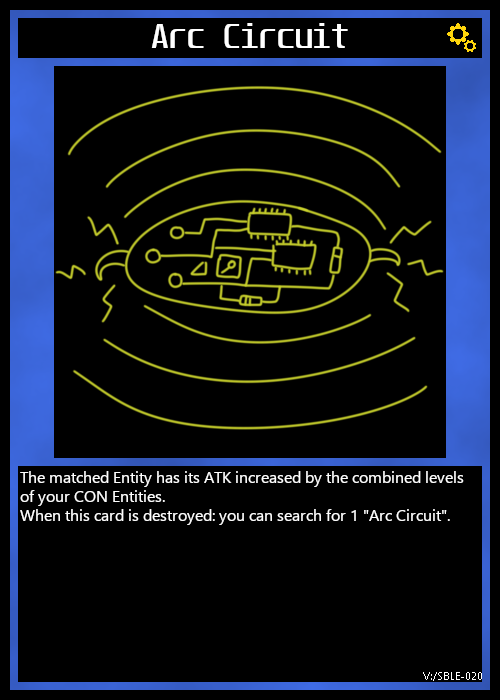 Arc Circuit
The matched Entity has its ATK increased by the combined levels
of your CON Entities.
When this card is destroyed: you can search for 1 "Arc Circuit".
V:/SBLE-020